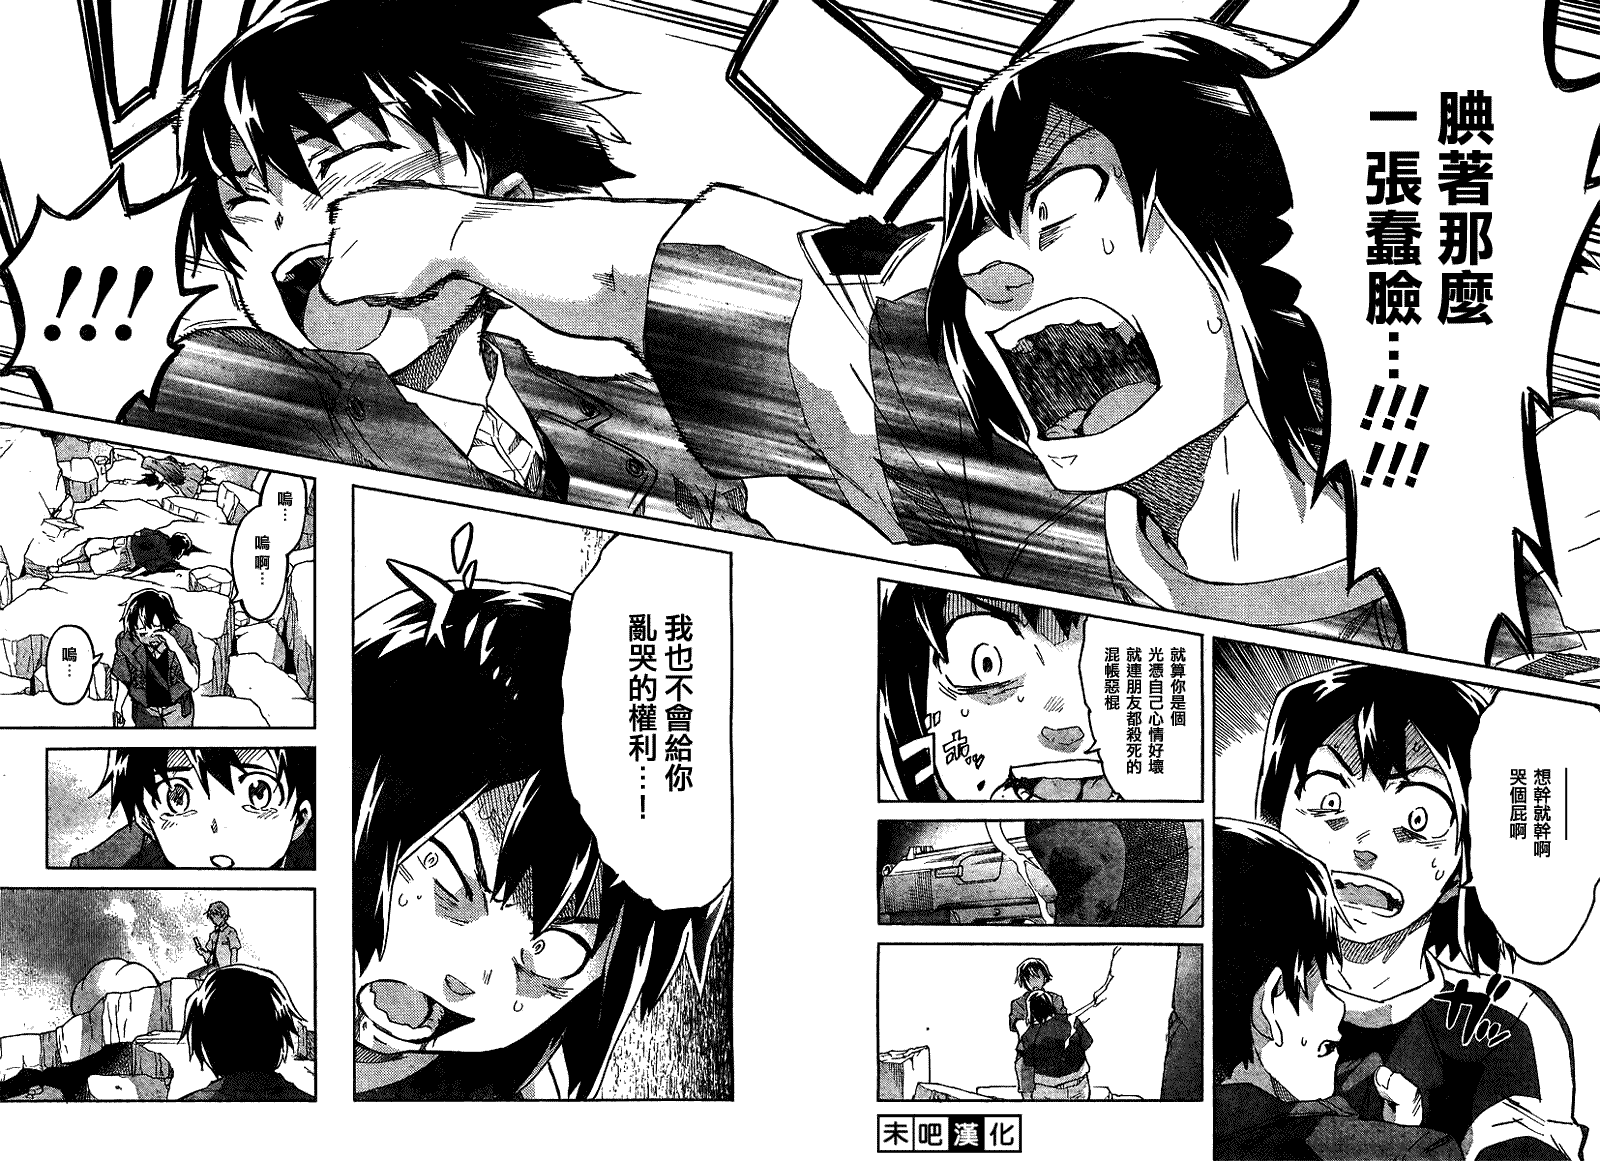 腆著那麼
一張蠢臉…!!!!!!
!!!
想幹就幹啊
哭個屁啊
ガッ
就算你是個
光憑自己心情好壞
就連朋友都殺死的
混帳惡棍
我也不會給你
亂哭的權利……!
嗚…
嗚啊…
嗚…
未吧漢化